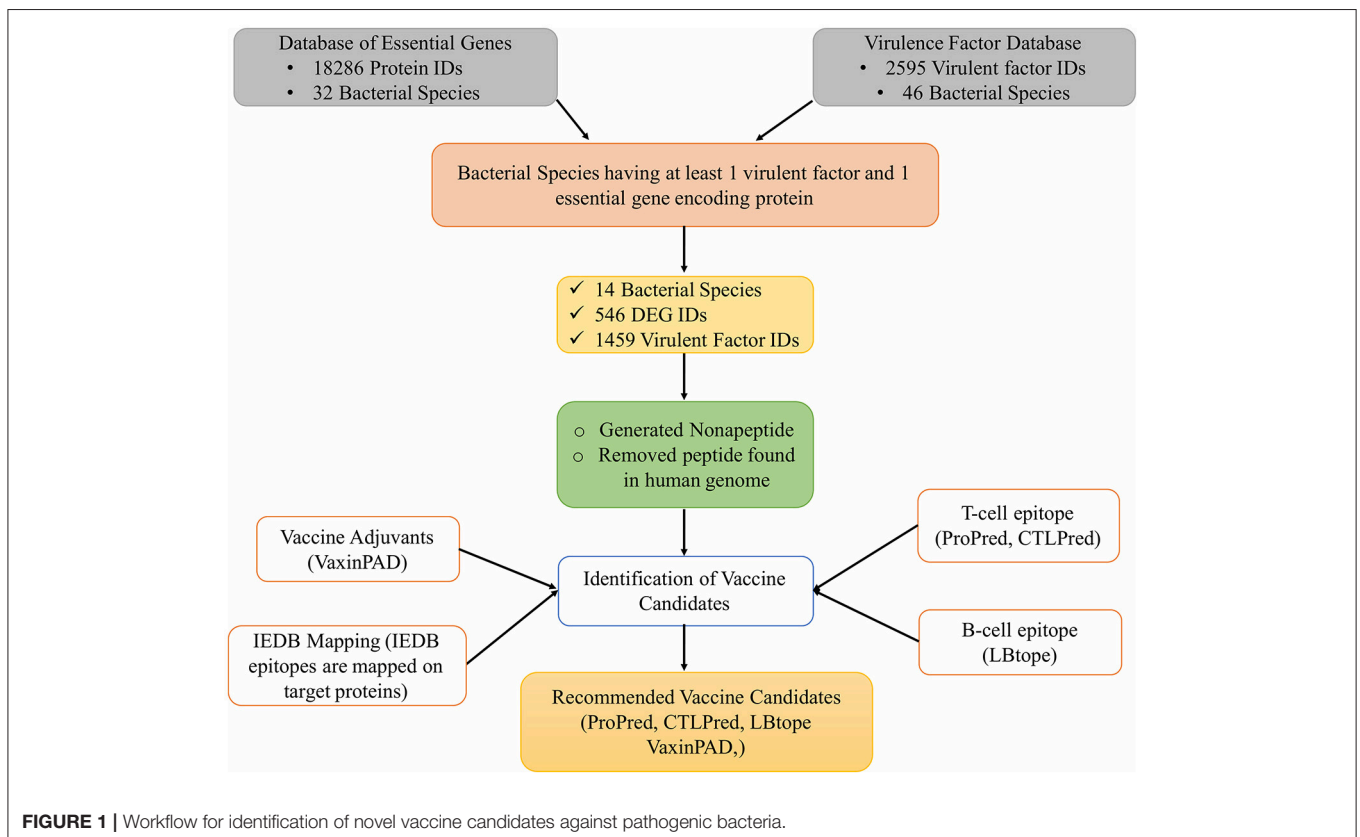 Database of Essential Genes
• 18286 Protein IDs
• 32 Bacterial Species
Virulence Factor Database
• 2595 Virulent factor IDs
• 46 Bacterial Species
Bacterial Species having at least 1 virulent factor and 1
essential gene encoding protein
✓ 14 Bacterial Species
✓ 546 DEG IDs
✓ 1459 Virulent Factor IDs
o Generated Nonapeptide
o Removed peptide found
in human genome
Vaccine Adjuvants
(VaxinPAD)
T-cell epitope
(ProPred, CTLPred)
Identification of Vaccine
Candidates
IEDB Mapping (IEDB
epitopes are mapped on
target proteins)
B-cell epitope
(LBtope)
Recommended Vaccine Candidates
(ProPred, CTLPred, LBtope
VaxinPAD,)
FIGURE 1 | Workflow for identification of novel vaccine candidates against pathogenic bacteria.